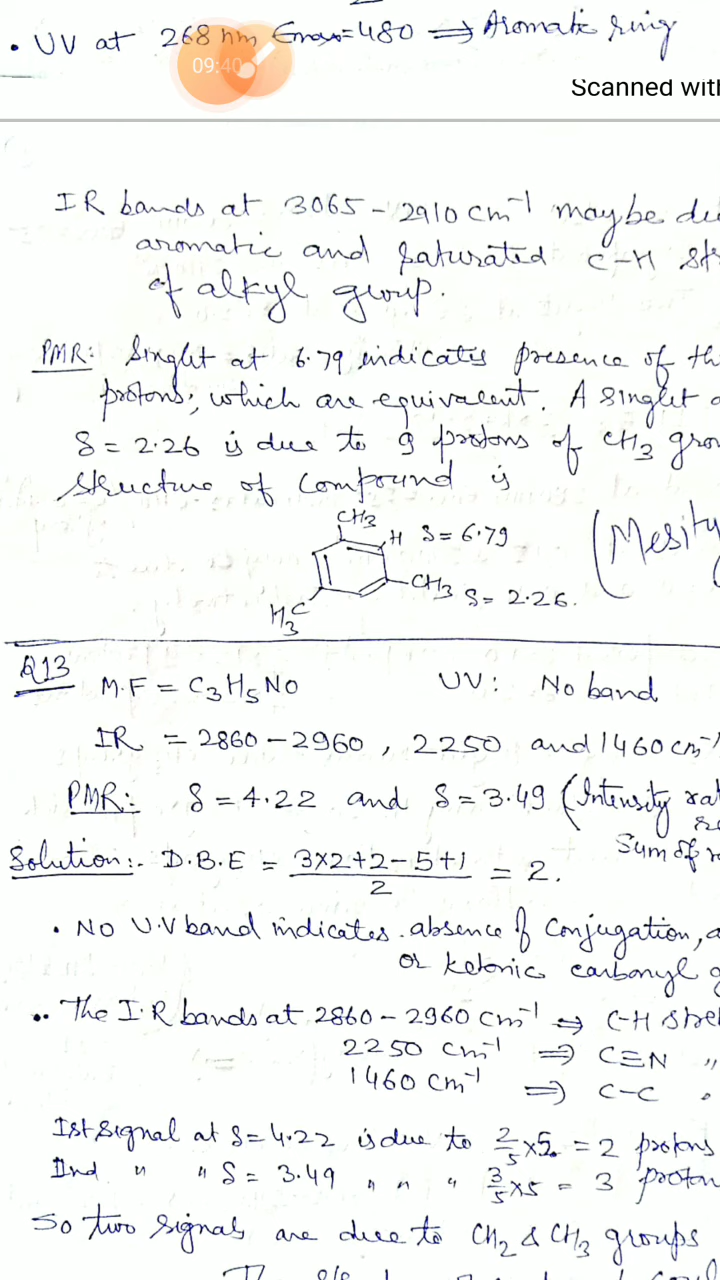 • UV at 268 nm Emax=480 ⇒ Aromatic ring
09:40
Scanned with
IR bands at 3065 - 2910 cm⁻¹ maybe du
aromatic and saturated C-H st
of alkyl group.
PMR: Singlet at 6.79 indicates presence of th
protons, which are equivalent. A singlet
δ = 2.26 is due to 9 protons of CH3 gro
structure of compound is
CH3
H δ = 6.79
(Mesity
CH3 δ = 2.26.
H3C
Q13
M.F = C3H5NO UV: No band
IR = 2860 - 2960, 2250 and 1460 cm⁻¹
PMR: δ = 4.22 and δ = 3.49 (Intensity rat
Sum of r
Solution:- D.B.E = 3x2+2-5+1 / 2 = 2.
• No U.V band indicates absence of conjugation, a
or ketonic carbonyl g
•• The I.R bands at 2860 - 2960 cm⁻¹ ⇒ C-H stre
2250 cm⁻¹ ⇒ C≡N "
1460 cm⁻¹ ⇒ C-C
Ist signal at δ = 4.22 is due to 2/5 x5 = 2 protons
IInd " " δ = 3.49 " " " 3/5 x5 = 3 proton
So two signals are due to CH2 & CH3 groups